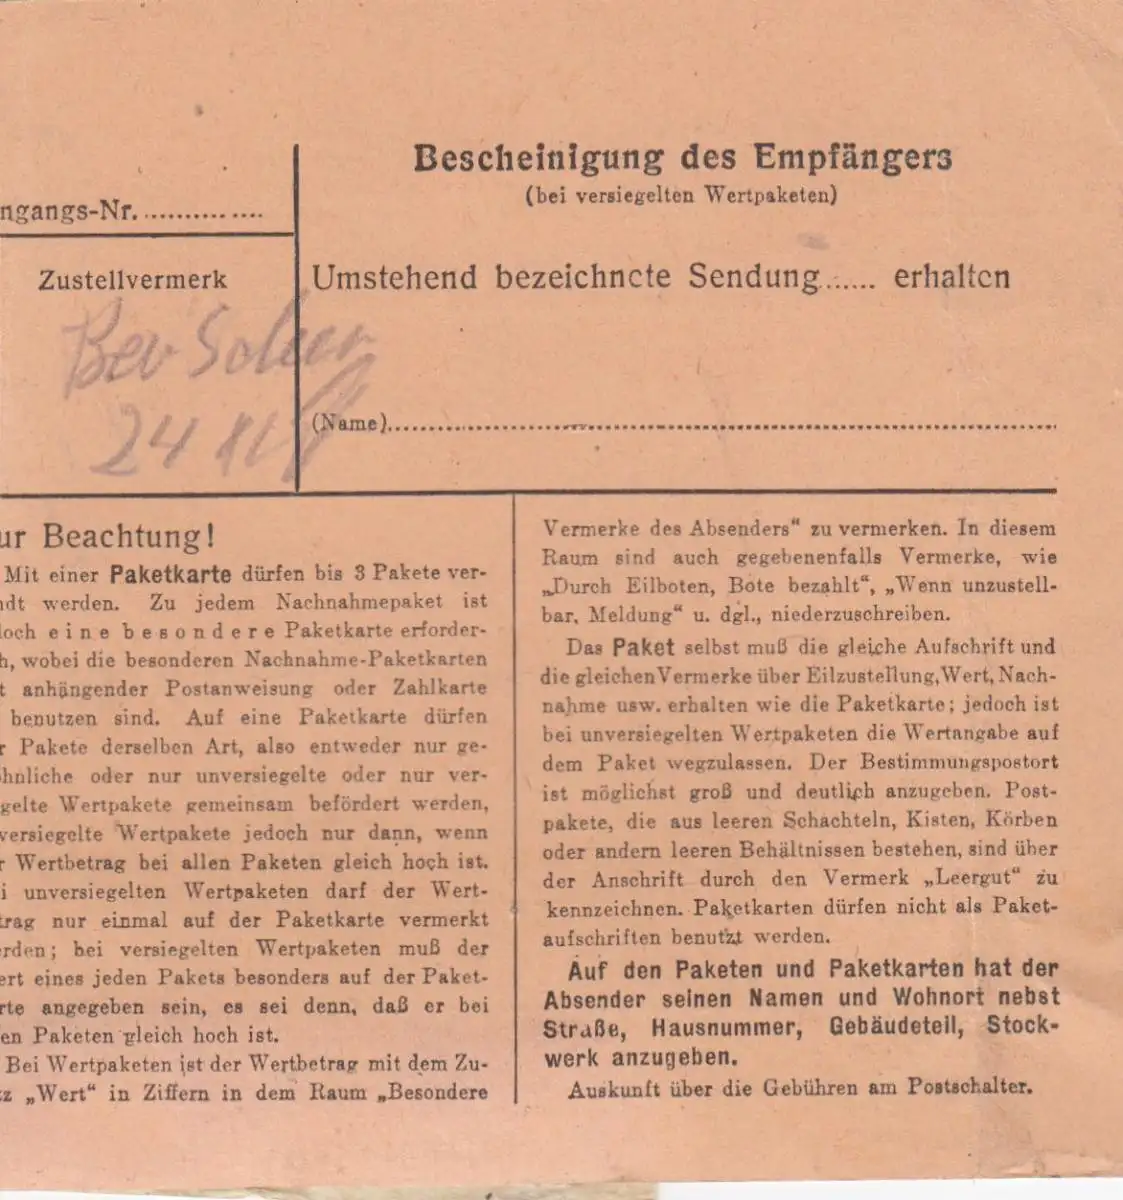 Bescheinigung des Empfängers
(bei versiegelten Wertpaketen)
ngangs-Nr.
Zustellvermerk
Umstehend bezeichnete Sendung...... erhalten
24
(Name)
ur Beachtung!
Mit einer Paketkarte dürfen bis 3 Pakete ver-
ndt werden. Zu jedem Nachnahmepaket ist
doch eine besondere Paketkarte erforder-
h, wobei die besonderen Nachnahme-Paketkarten
t anhängender Postanweisung oder Zahlkarte
benutzen sind. Auf eine Paketkarte dürfen
r Pakete derselben Art, also entweder nur ge-
öhnliche oder nur unversiegelte oder nur ver-
gelte Wertpakete gemeinsam befördert werden,
versiegelte Wertpakete jedoch nur dann, wenn
r Wertbetrag bei allen Paketen gleich hoch ist.
i unversiegelten Wertpaketen darf der Wert-
trag nur einmal auf der Paketkarte vermerkt
erden; bei versiegelten Wertpaketen muß der
ert eines jeden Pakets besonders auf der Paket-
rte angegeben sein, es sei denn, daß er bei
en Paketen gleich hoch ist.
Bei Wertpaketen ist der Wertbetrag mit dem Zu-
tz „Wert“ in Ziffern in dem Raum „Besondere
Vermerke des Absenders“ zu vermerken. In diesem
Raum sind auch gegebenenfalls Vermerke, wie
„Durch Eilboten, Bote bezahlt“, „Wenn unzustell-
bar, Meldung“ u. dgl., niederzuschreiben.
Das Paket selbst muß die gleiche Aufschrift und
die gleichen Vermerke über Eilzustellung, Wert, Nach-
nahme usw. erhalten wie die Paketkarte; jedoch ist
bei unversiegelten Wertpaketen die Wertangabe auf
dem Paket wegzulassen. Der Bestimmungspostort
ist möglichst groß und deutlich anzugeben. Post-
pakete, die aus leeren Schachteln, Kisten, Körben
oder andern leeren Behältnissen bestehen, sind über
der Anschrift durch den Vermerk „Leergut“ zu
kennzeichnen. Paketkarten dürfen nicht als Paket-
aufschriften benutzt werden.
Auf den Paketen und Paketkarten hat der
Absender seinen Namen und Wohnort nebst
Straße, Hausnummer, Gebäudeteil, Stock-
werk anzugeben.
Auskunft über die Gebühren am Postschalter.